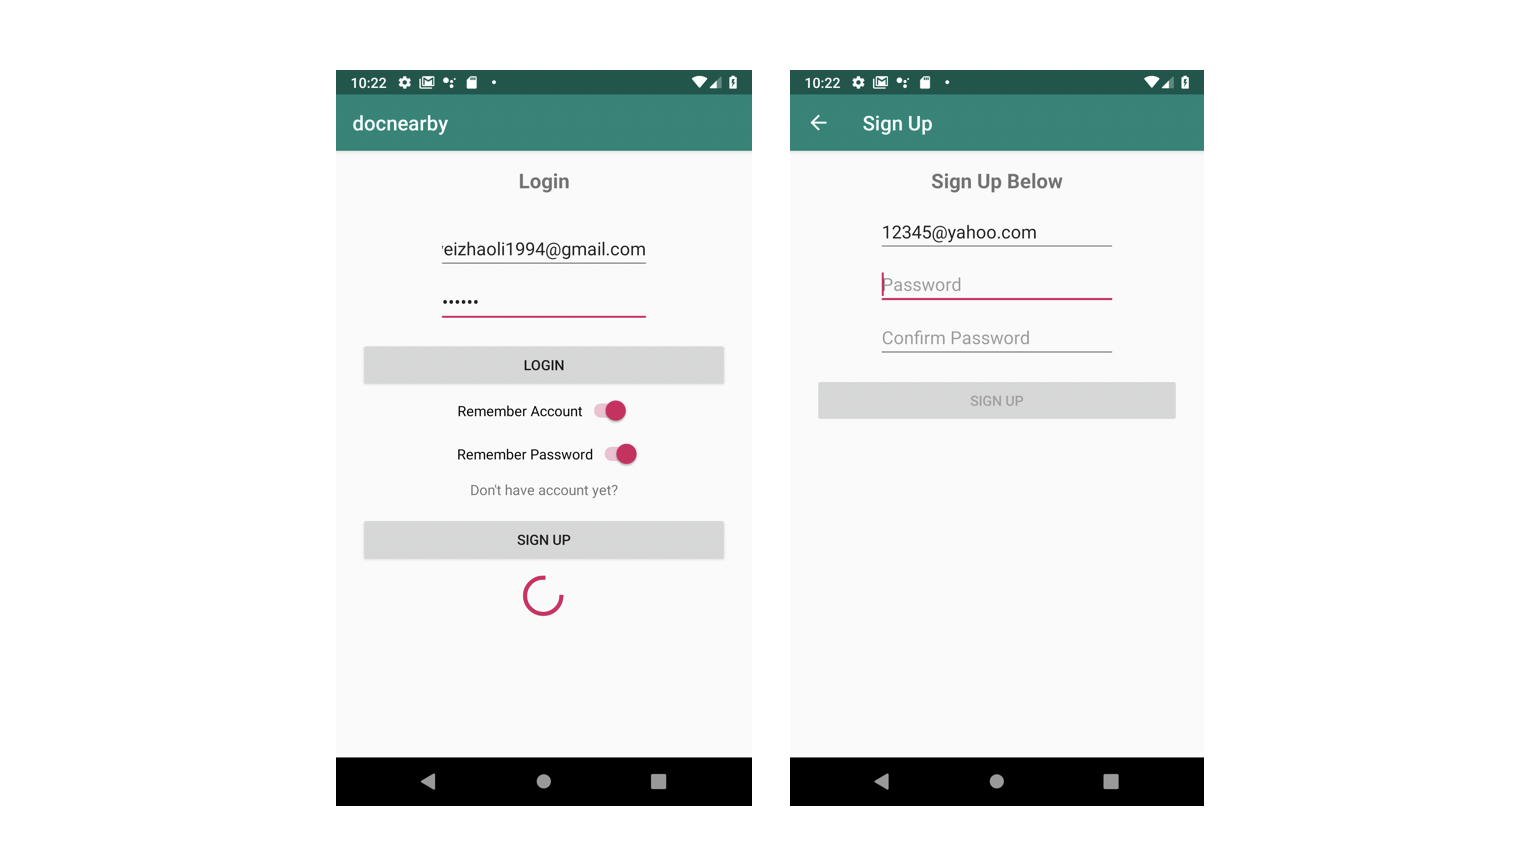 10:22
docnearby
Login
eizhaoli1994@gmail.com
••••••
LOGIN
Remember Account
Remember Password
Don't have account yet?
SIGN UP
10:22
Sign Up
Sign Up Below
12345@yahoo.com
Password
Confirm Password
SIGN UP